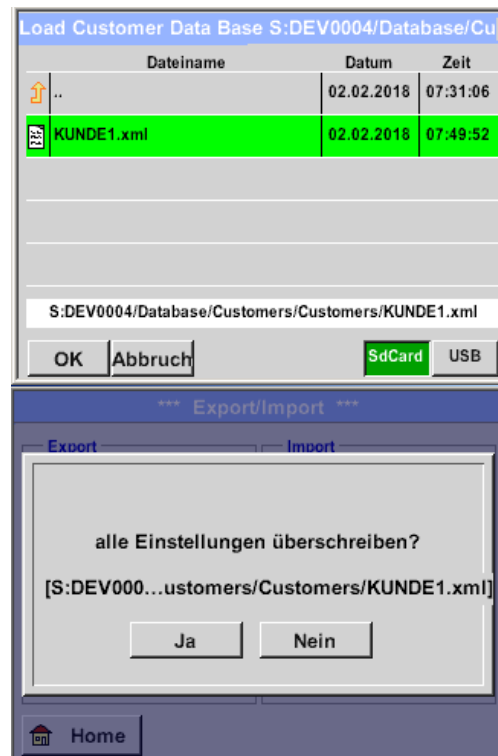 Load Customer Data Base S:DEV0004/Database/Cu
Dateiname Datum Zeit
.. 02.02.2018 07:31:06
KUNDE1.xml 02.02.2018 07:49:52
S:DEV0004/Database/Customers/Customers/KUNDE1.xml
OK Abbruch SdCard USB
*** Export/Import ***
Export Import
alle Einstellungen überschreiben?
[S:DEV000...ustomers/Customers/KUNDE1.xml]
Ja Nein
Home